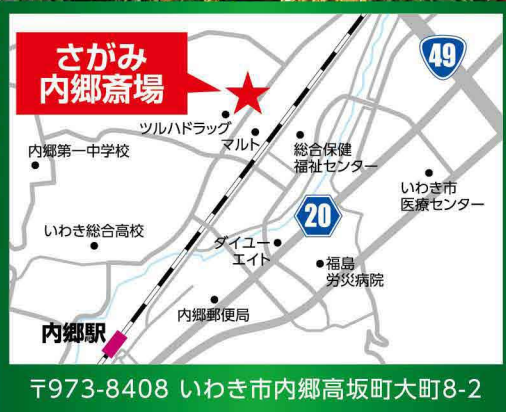 さがみ
内郷斎場
49
ツルハドラッグ
マルト
総合保健
福祉センター
内郷第一中学校
いわき市
医療センター
20
いわき総合高校
ダイユー
エイト
福島
労災病院
内郷郵便局
内郷駅
〒973-8408 いわき市内郷高坂町大町8-2